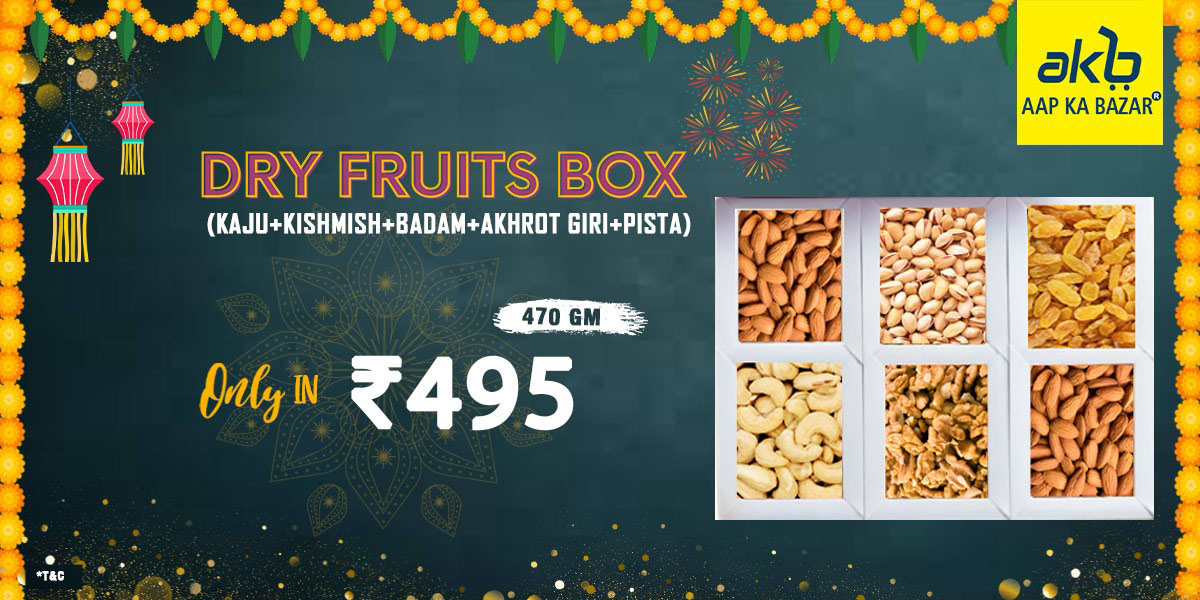 akb
AAP KA BAZAR®
DRY FRUITS BOX
(KAJU+KISHMISH+BADAM+AKHROT GIRI+PISTA)
470 GM
Only IN ₹495
*T&C